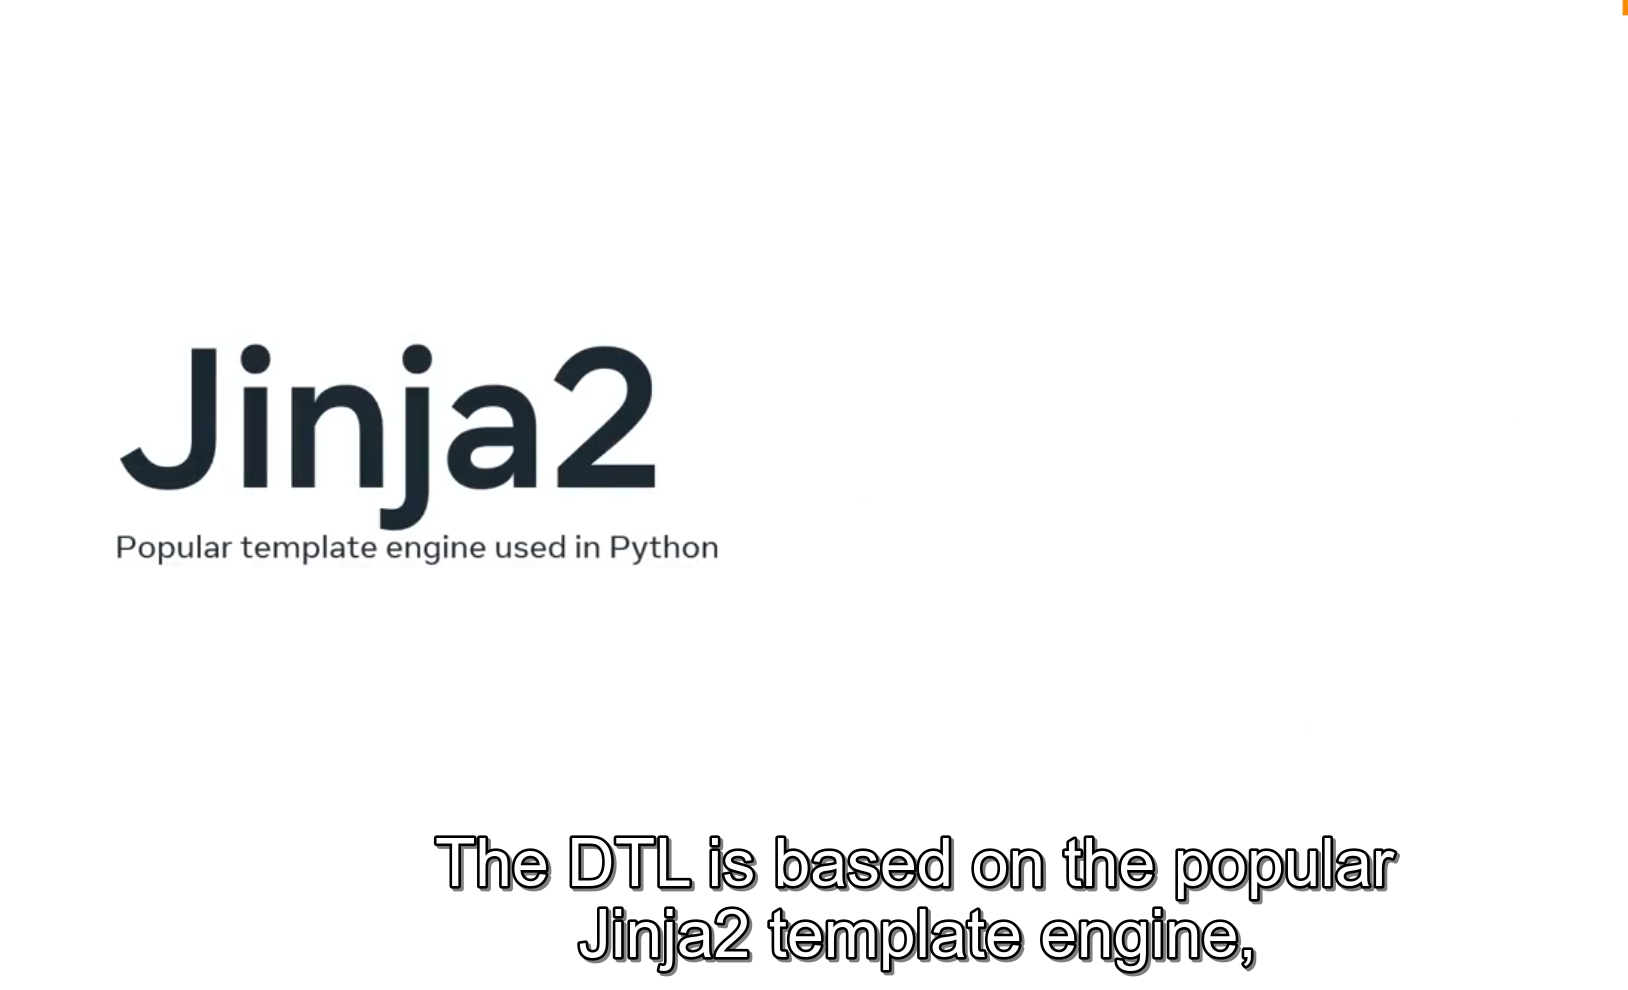 Jinja2
Popular template engine used in Python
The DTL is based on the popular
Jinja2 template engine,